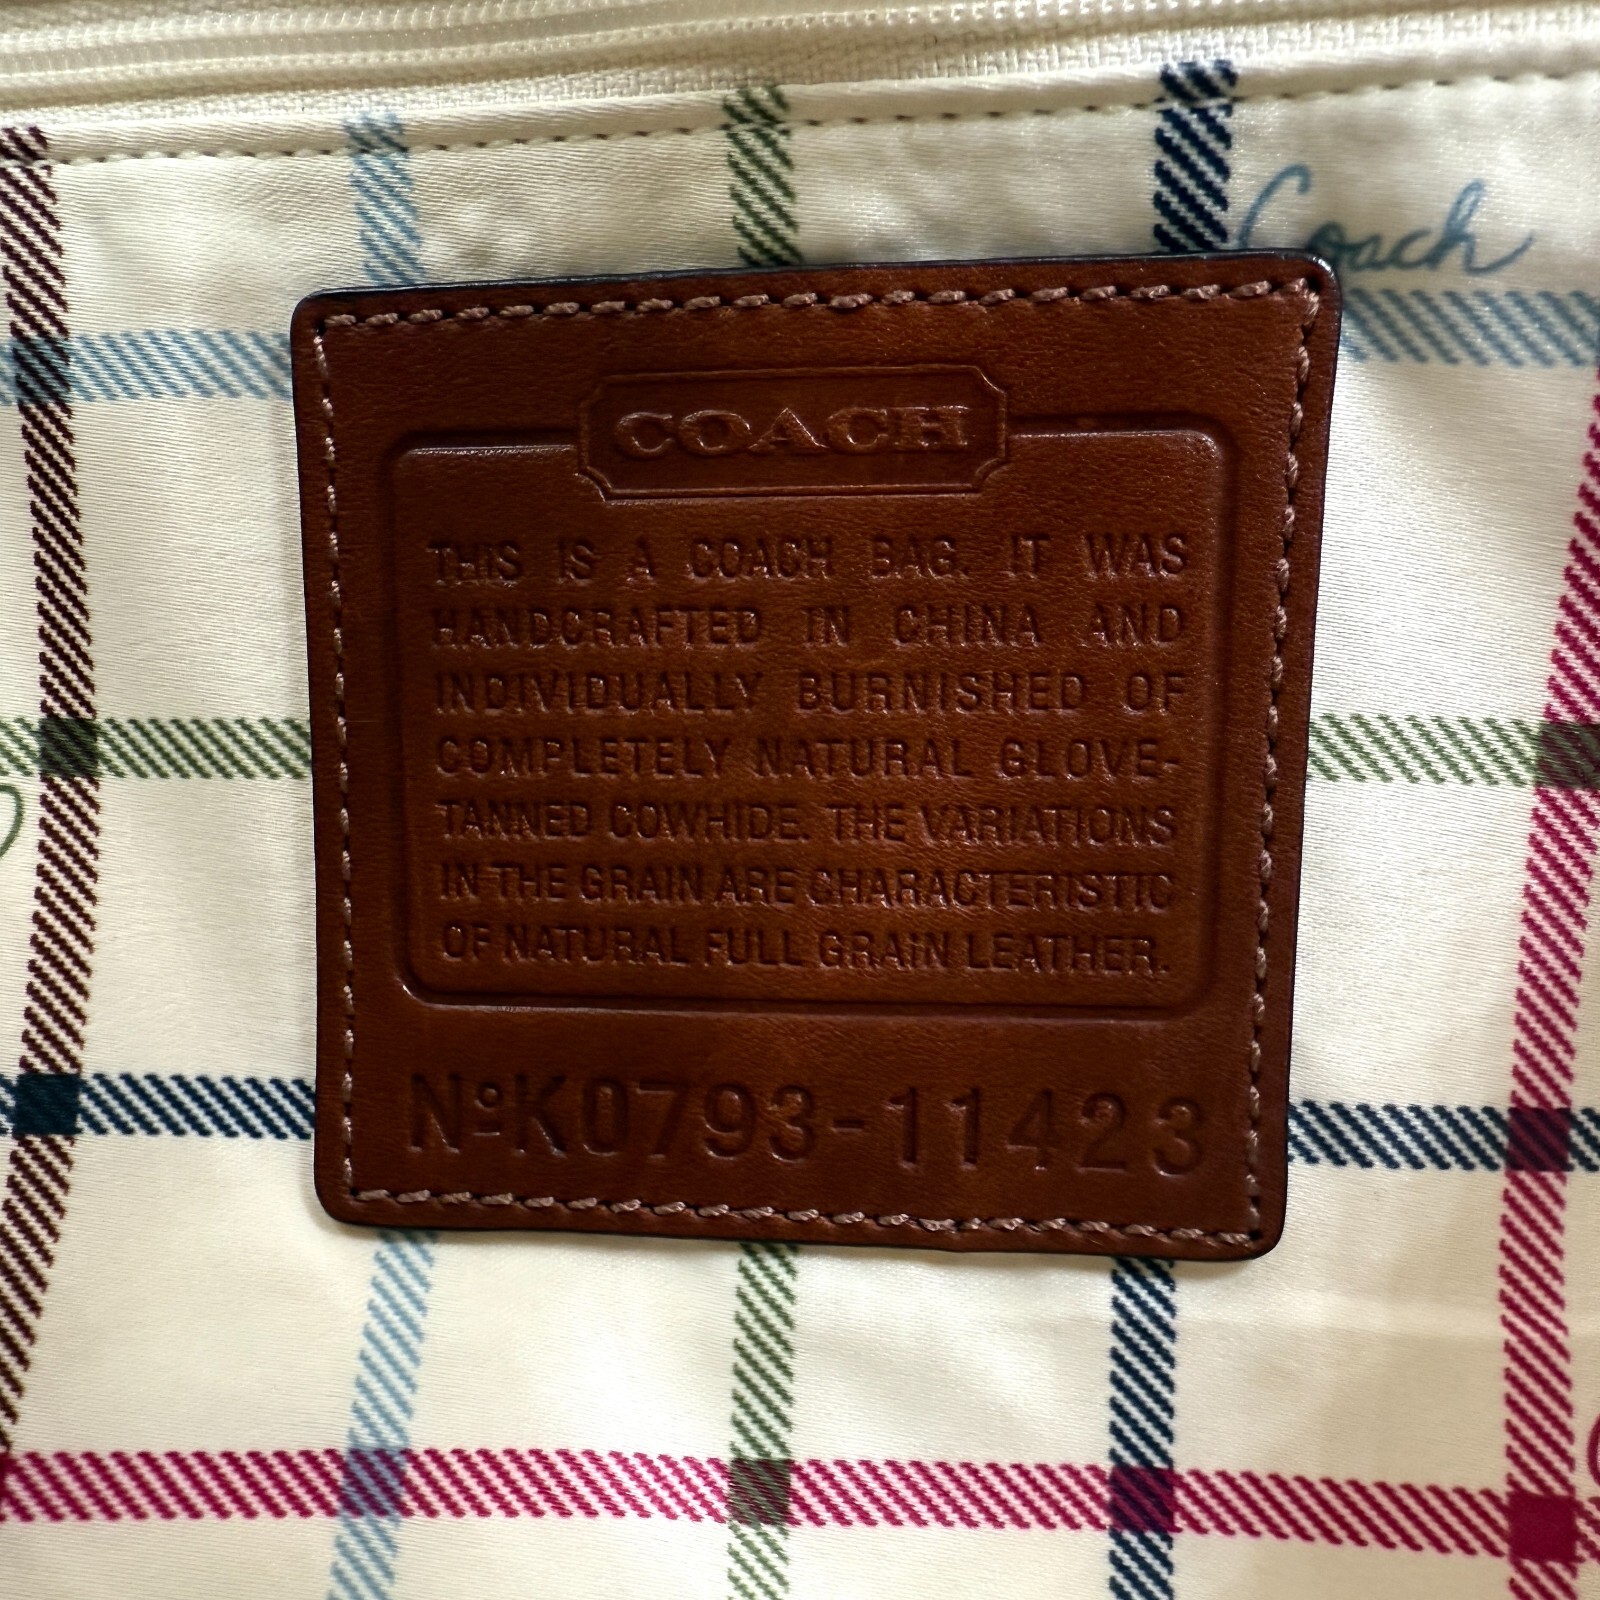 Coach
COACH
THIS IS A COACH BAG. IT WAS
HANDCRAFTED IN CHINA AND
INDIVIDUALLY BURNISHED OF
COMPLETELY NATURAL GLOVE-
TANNED COWHIDE. THE VARIATIONS
IN THE GRAIN ARE CHARACTERISTIC
OF NATURAL FULL GRAIN LEATHER.
NºK0793-11423